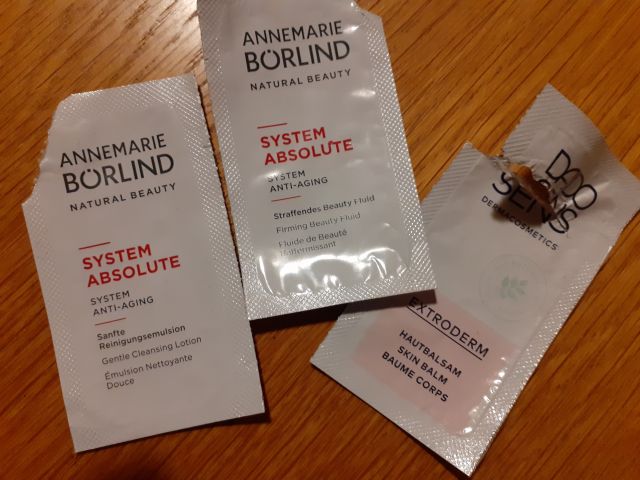 ANNEMARIE
BÖRLIND
NATURAL BEAUTY
SYSTEM
ABSOLUTE
SYSTEM
ANTI-AGING
Sanfte
Reinigungsemulsion
Gentle Cleansing Lotion
Émulsion Nettoyante
Douce
ANNEMARIE
BÖRLIND
NATURAL BEAUTY
SYSTEM
ABSOLUTE
SYSTEM
ANTI-AGING
Straffendes Beauty Fluid
Firming Beauty Fluid
Fluide de Beauté
Raffermissant
DADO
SENS
DERMACOSMETICS
EXTRODERM
HAUTBALSAM
SKIN BALM
BAUME CORPS